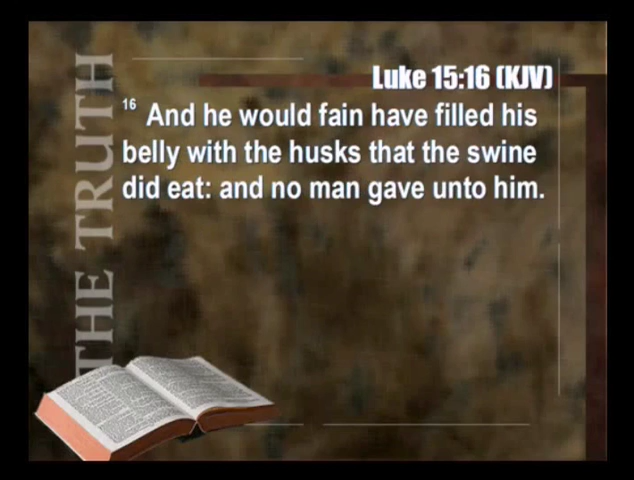 THE TRUTH
Luke 15:16 (KJV)
16 And he would fain have filled his
belly with the husks that the swine
did eat: and no man gave unto him.